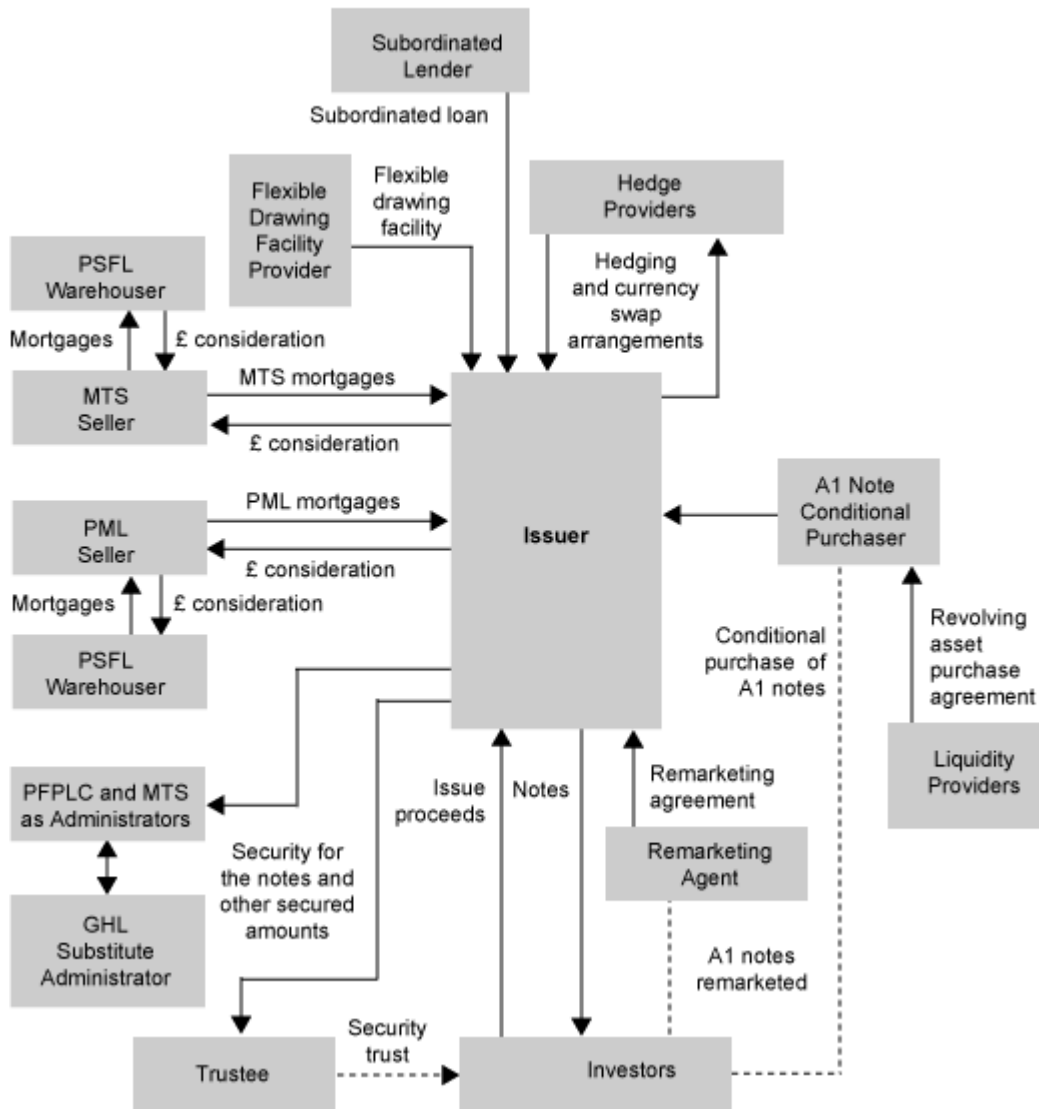 Subordinated
Lender
Subordinated loan
Flexible
Drawing
Facility
Provider
Flexible
drawing
facility
Hedge
Providers
Hedging
and currency
swap
arrangements
PSFL
Warehouser
Mortgages
£ consideration
MTS
Seller
MTS mortgages
£ consideration
PML
Seller
PML mortgages
£ consideration
Mortgages
£ consideration
PSFL
Warehouser
Issuer
A1 Note
Conditional
Purchaser
Conditional
purchase of
A1 notes
Revolving
asset
purchase
agreement
Liquidity
Providers
PFPLC and MTS
as Administrators
GHL
Substitute
Administrator
Security for
the notes and
other secured
amounts
Issue
proceeds
Notes
Remarketing
agreement
Remarketing
Agent
A1 notes
remarketed
Trustee
Security
trust
Investors